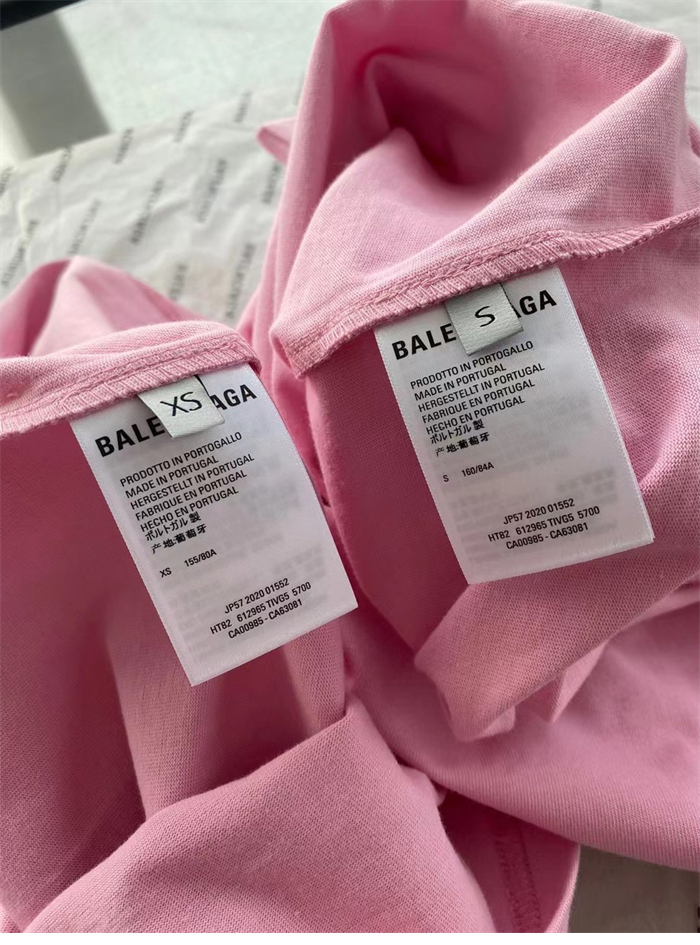 XS
BALE AGA
PRODOTTO IN PORTOGALLO
MADE IN PORTUGAL
HERGESTELLT IN PORTUGAL
FABRIQUE EN PORTUGAL
HECHO EN PORTUGAL
ポルトガル製
产地:葡萄牙
XS 155/80A
JP57 2020 01552
HT82 612965 TIVG5 5700
CA00985 - CA63081
S
BALE AGA
PRODOTTO IN PORTOGALLO
MADE IN PORTUGAL
HERGESTELLT IN PORTUGAL
FABRIQUE EN PORTUGAL
HECHO EN PORTUGAL
ポルトガル製
产地:葡萄牙
S 160/84A
JP57 2020 01552
HT82 612965 TIVG5 5700
CA00985 - CA63081